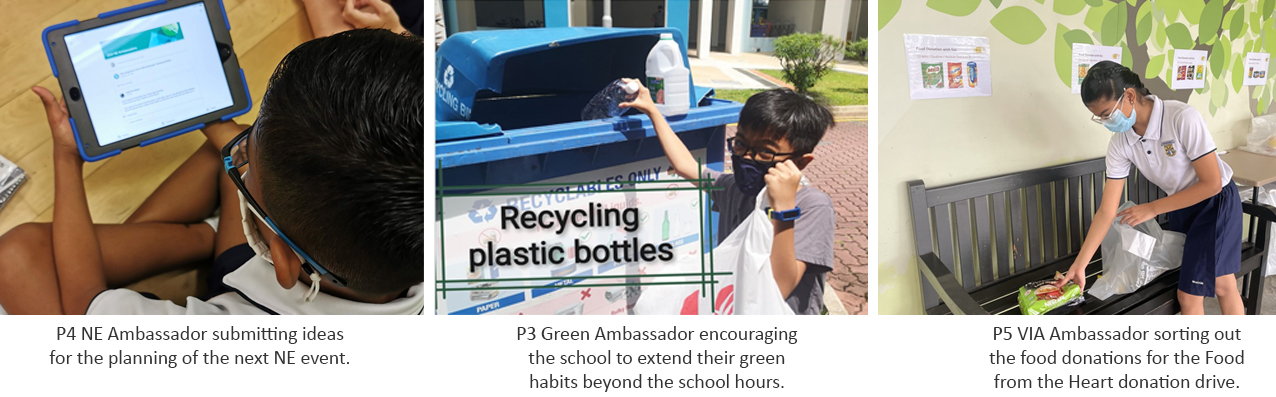 RECYCLABLES ONLY
Recycling
plastic bottles
PAPER
P4 NE Ambassador submitting ideas
for the planning of the next NE event.
P3 Green Ambassador encouraging
the school to extend their green
habits beyond the school hours.
P5 VIA Ambassador sorting out
the food donations for the Food
from the Heart donation drive.